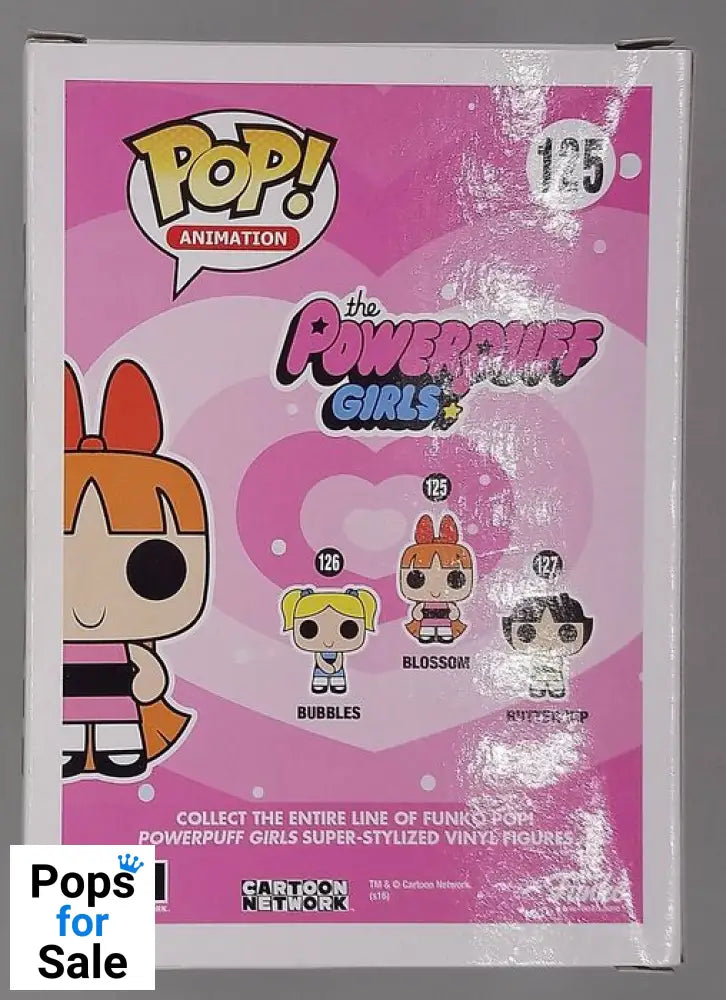 POP!
ANIMATION
125
the
POWERPUFF
GIRLS
125
126
127
BLOSSOM
BUBBLES
COLLECT THE ENTIRE LINE OF FUNKO POP!
POWERPUFF GIRLS SUPER-STYLIZED VINYL FIGURES
CARTOON
NETWORK
TM & © Cartoon Network.
(s16)
Pops
for
Sale